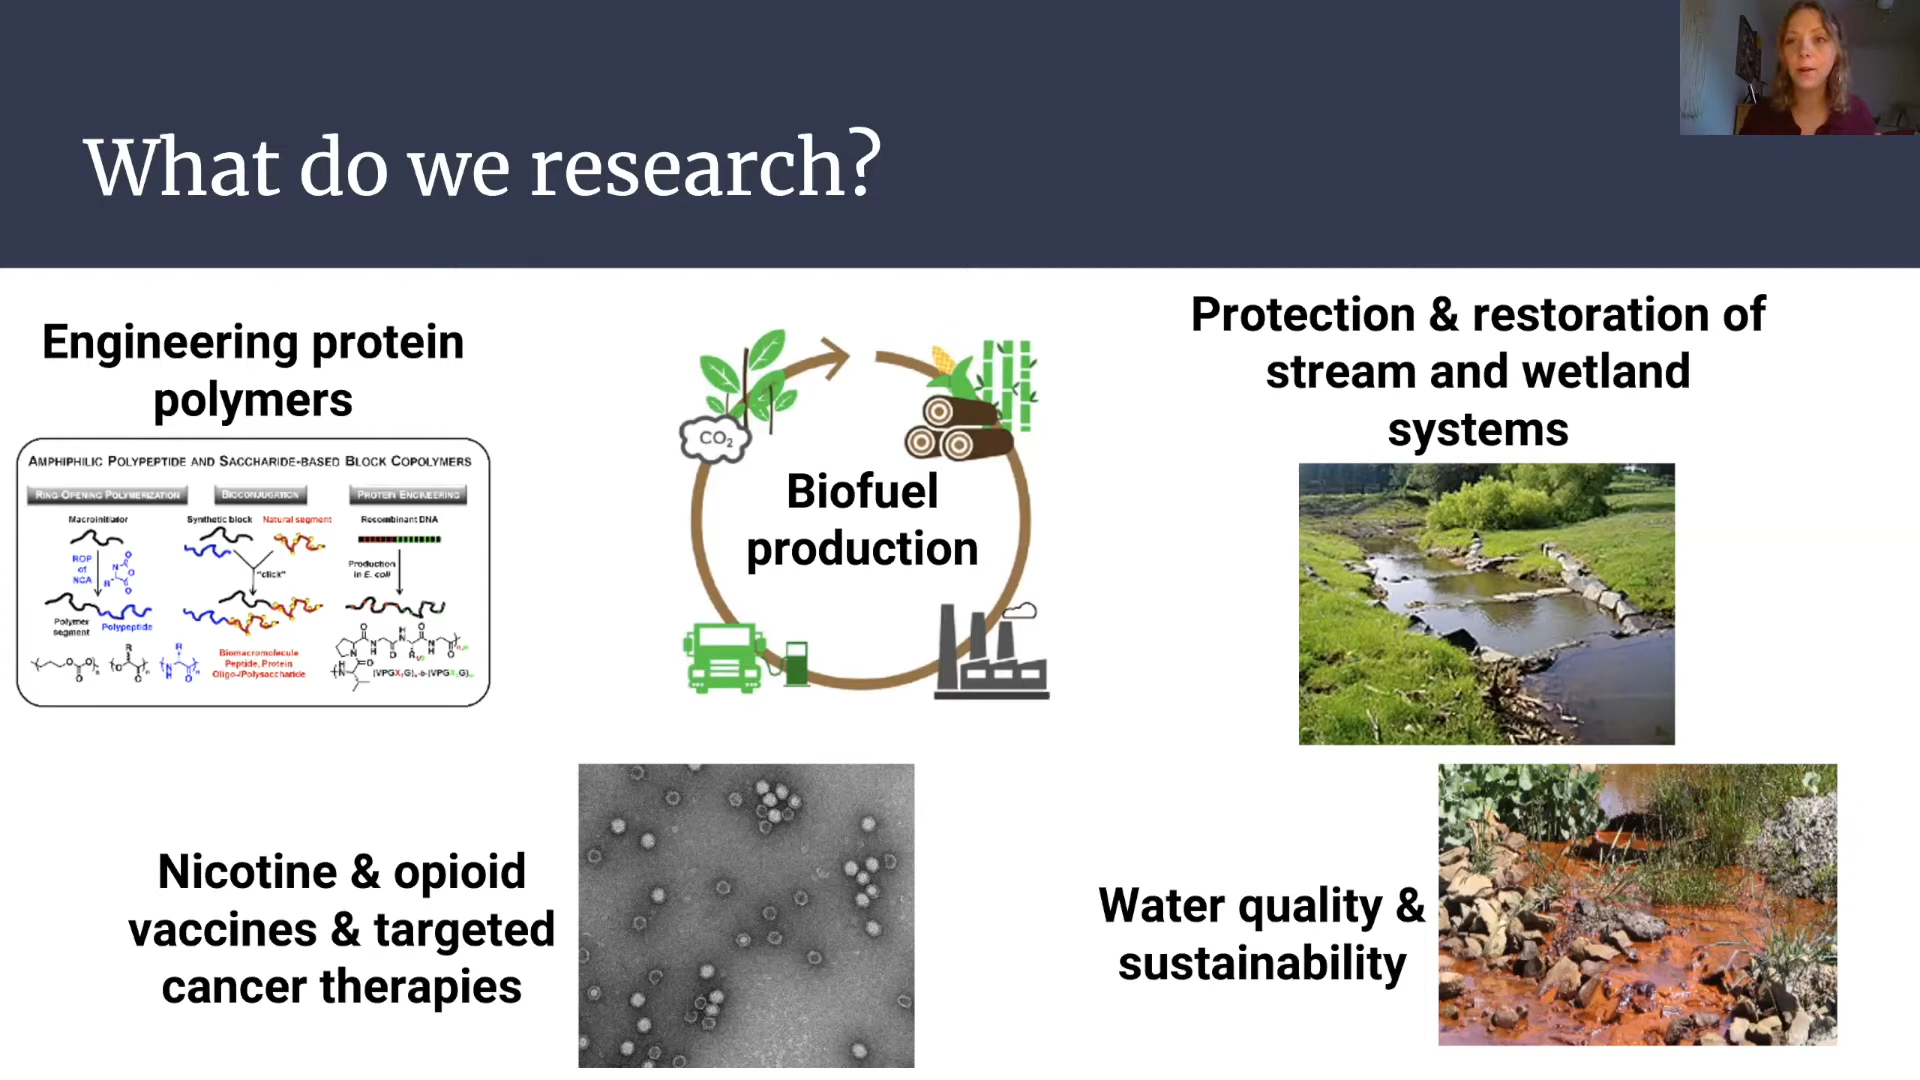 What do we research?
Engineering protein
polymers
AMPHIPHILIC POLYPEPTIDE AND SACCHARIDE-BASED BLOCK COPOLYMERS
RING-OPENING POLYMERIZATION
BIOCONJUGATION
PROTEIN ENGINEERING
Macroinitiator
Synthetic block
Natural segment
Recombinant DNA
ROP
of
NCA
"click"
Production
in E. coli
Polymer
segment
Polypeptide
Biomacromolecule
Peptide, Protein
Oligo-/Polysaccharide
CO₂
Biofuel
production
Protection & restoration of
stream and wetland
systems
Nicotine & opioid
vaccines & targeted
cancer therapies
Water quality &
sustainability